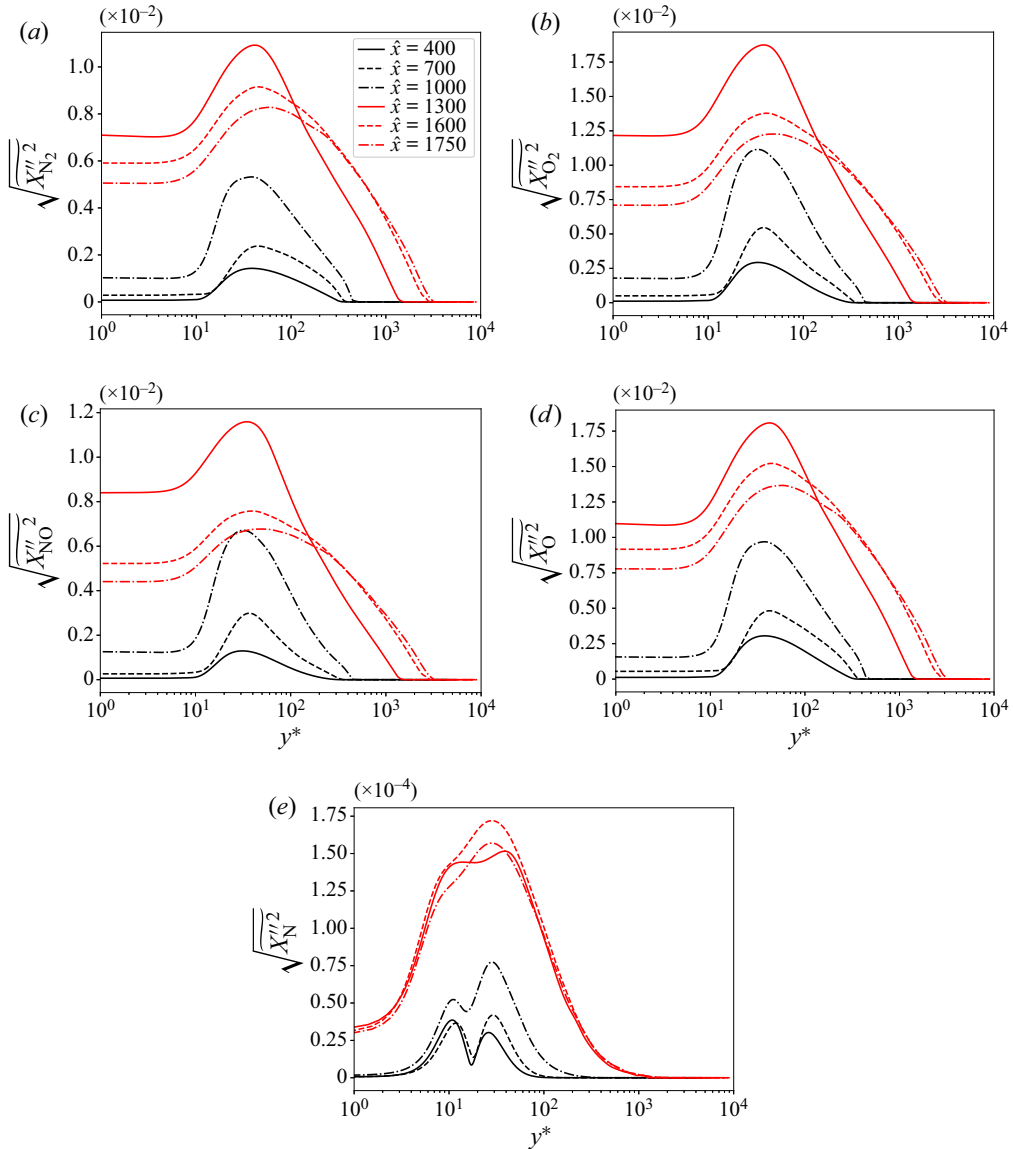 (a)
(×10⁻²)
1.0
0.8
0.6
0.4
0.2
0
√X″²N₂
10⁰ 10¹ 10² 10³ 10⁴
x̂ = 400
x̂ = 700
x̂ = 1000
x̂ = 1300
x̂ = 1600
x̂ = 1750
(b)
(×10⁻²)
1.75
1.50
1.25
1.00
0.75
0.50
0.25
0
√X″²O₂
10⁰ 10¹ 10² 10³ 10⁴
(c)
(×10⁻²)
1.2
1.0
0.8
0.6
0.4
0.2
0
√X″²NO
10⁰ 10¹ 10² 10³ 10⁴
y*
(d)
(×10⁻²)
1.75
1.50
1.25
1.00
0.75
0.50
0.25
0
√X″²O
10⁰ 10¹ 10² 10³ 10⁴
y*
(e)
(×10⁻⁴)
1.75
1.50
1.25
1.00
0.75
0.50
0.25
0
√X″²N
10⁰ 10¹ 10² 10³ 10⁴
y*